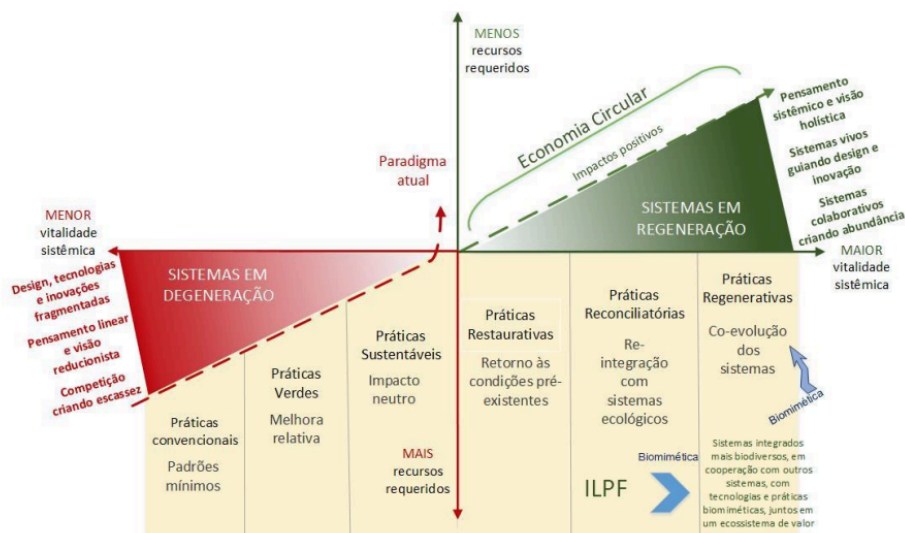 MENOS
recursos
requeridos
Economia Circular
Impactos positivos
Pensamento
sistêmico e visão
holística
Sistemas vivos
guiando design e
inovação
Sistemas
colaborativos
criando abundância
Paradigma
atual
SISTEMAS EM
REGENERAÇÃO
MENOR
vitalidade
sistêmica
MAIOR
vitalidade
sistêmica
SISTEMAS EM
DEGENERAÇÃO
Design, tecnologias
e inovações
fragmentadas
Pensamento linear
e visão
reducionista
Competição
criando escassez
Práticas
convencionais
Padrões
mínimos
Práticas
Verdes
Melhora
relativa
Práticas
Sustentáveis
Impacto
neutro
MAIS
recursos
requeridos
Práticas
Restaurativas
Retorno às
condições pré-
existentes
Práticas
Reconciliatórias
Re-
integração
com
sistemas
ecológicos
Práticas
Regenerativas
Co-evolução
dos
sistemas
Biomimética
ILPF
Biomimética
Sistemas integrados
mais biodiversos, em
cooperação com outros
sistemas, com
tecnologias e práticas
biomiméticas, juntos em
um ecossistema de valor